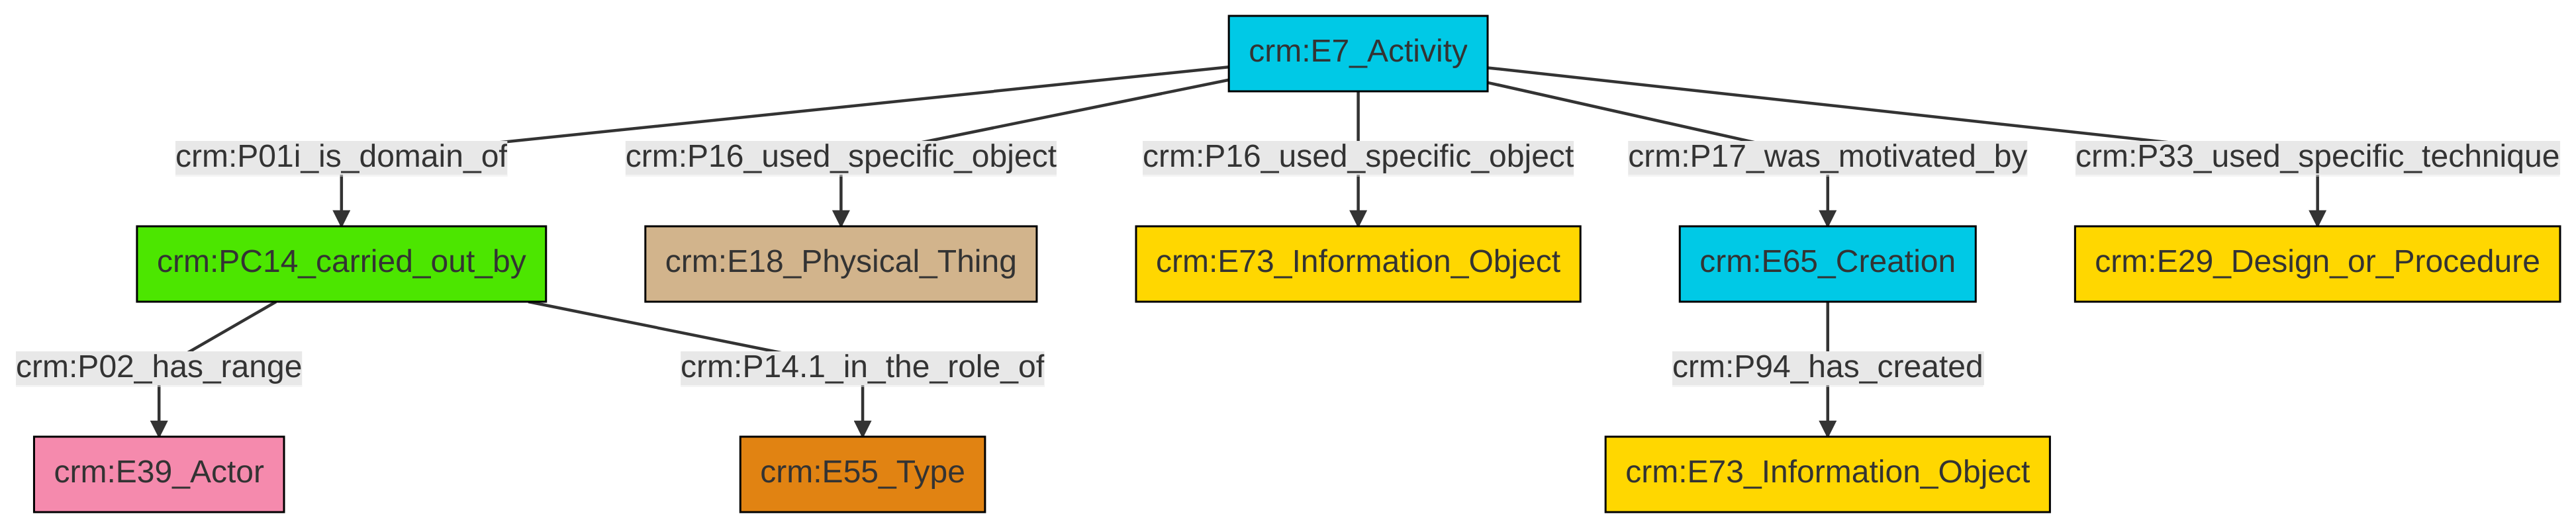 crm:E7_Activity
crm:P01i_is_domain_of
crm:P16_used_specific_object
crm:P16_used_specific_object
crm:P17_was_motivated_by
crm:P33_used_specific_technique
crm:PC14_carried_out_by
crm:E18_Physical_Thing
crm:E73_Information_Object
crm:E65_Creation
crm:E29_Design_or_Procedure
crm:P02_has_range
crm:P14.1_in_the_role_of
crm:P94_has_created
crm:E39_Actor
crm:E55_Type
crm:E73_Information_Object